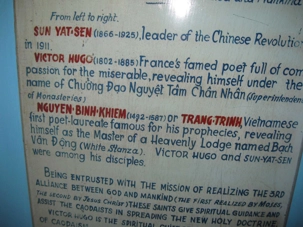 From left to right.
SUN YAT-SEN (1866-1925), leader of the Chinese Revolution
in 1911.
VICTOR HUGO (1802-1885) France's famed poet full of com-
passion for the miserable, revealing himself under the
name of Chưởng Đạo Nguyệt Tâm Chân Nhân (Superintendent
of Monasteries)
NGUYEN-BINH-KHIEM (1492-1587) or TRANG-TRINH, Vietnamese
first poet-laureate famous for his prophecies, revealing
himself as the Master of a Heavenly Lodge named Bạch
Vân Động (White Stanza). VICTOR HUGO and SUN-YAT-SEN
were among his disciples.
BEING ENTRUSTED WITH THE MISSION OF REALIZING THE 3RD
ALLIANCE BETWEEN GOD AND MANKIND (THE FIRST REALIZED BY MOSES,
THE SECOND BY JESUS CHRIST) THESE SAINTS GIVE SPIRITUAL GUIDANCE AND
ASSIST THE CAODAISTS IN SPREADING THE NEW HOLY DOCTRINE.
VICTOR HUGO IS THE SPIRITUAL